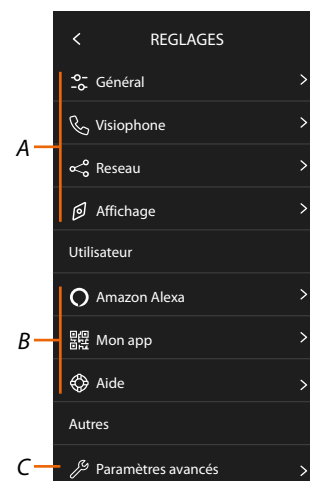 REGLAGES
Général
Visiophone
A
Reseau
Affichage
Utilisateur
Amazon Alexa
B
Mon app
Aide
Autres
C
Paramètres avancés